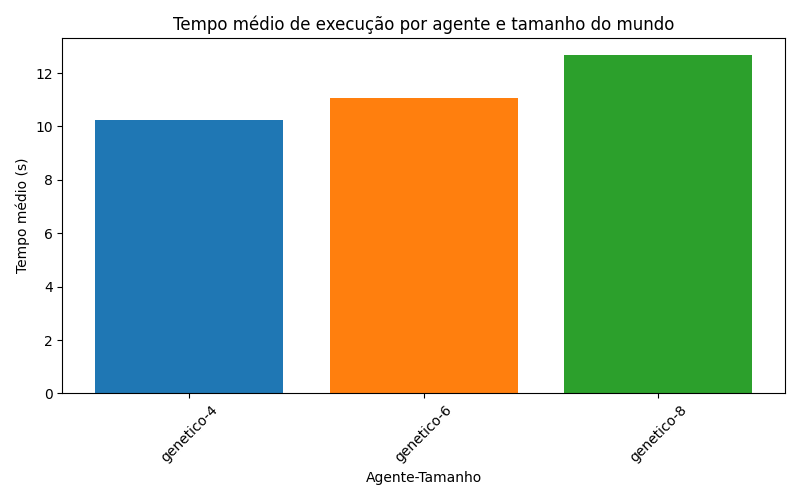 Tempo médio de execução por agente e tamanho do mundo
Tempo médio (s)
12
10
8
6
4
2
0
genetico-4
genetico-6
genetico-8
Agente-Tamanho